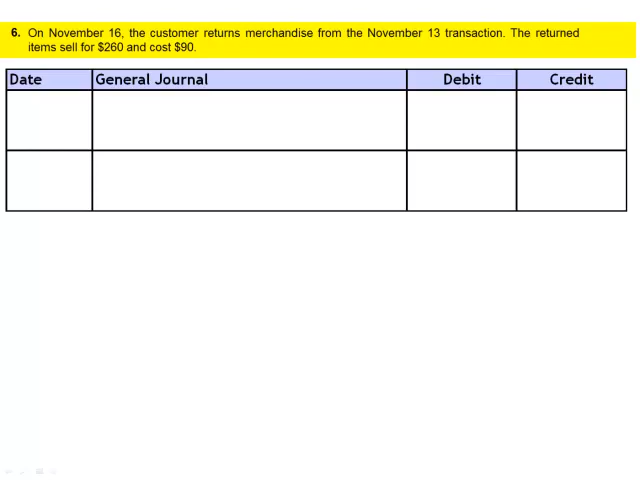 6. On November 16, the customer returns merchandise from the November 13 transaction. The returned
items sell for $260 and cost $90.
Date General Journal Debit Credit